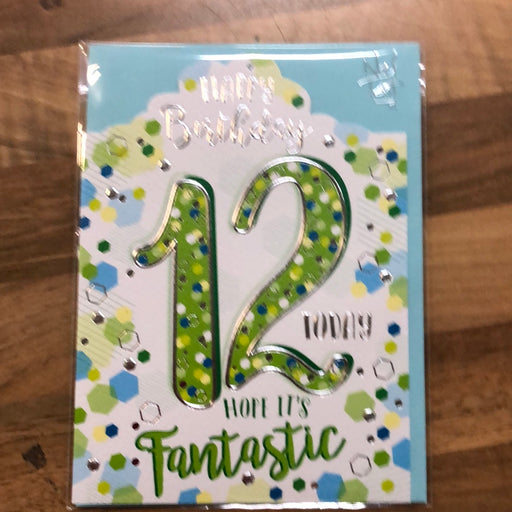 HAPPY
Birthday
12
TODAY
HOPE IT'S
Fantastic